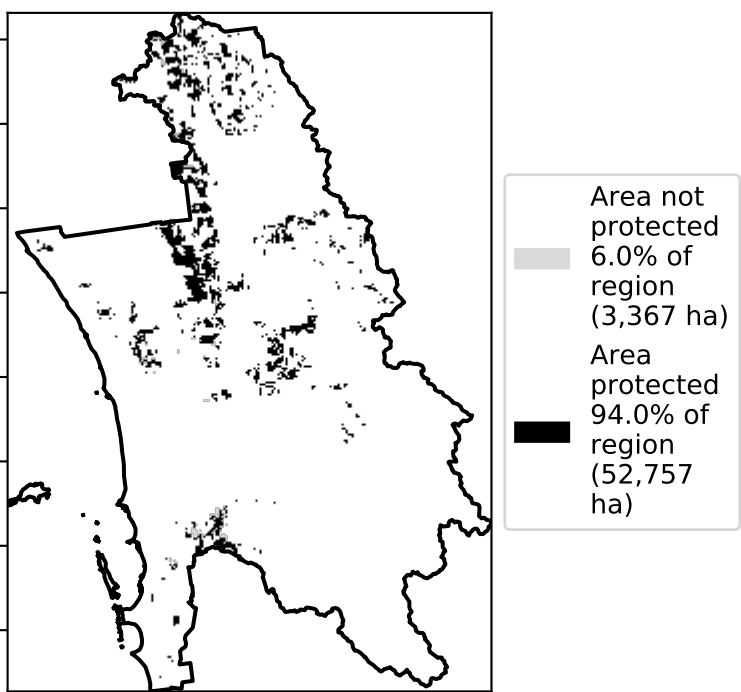 Area not
protected
6.0% of
region
(3,367 ha)
Area
protected
94.0% of
region
(52,757
ha)